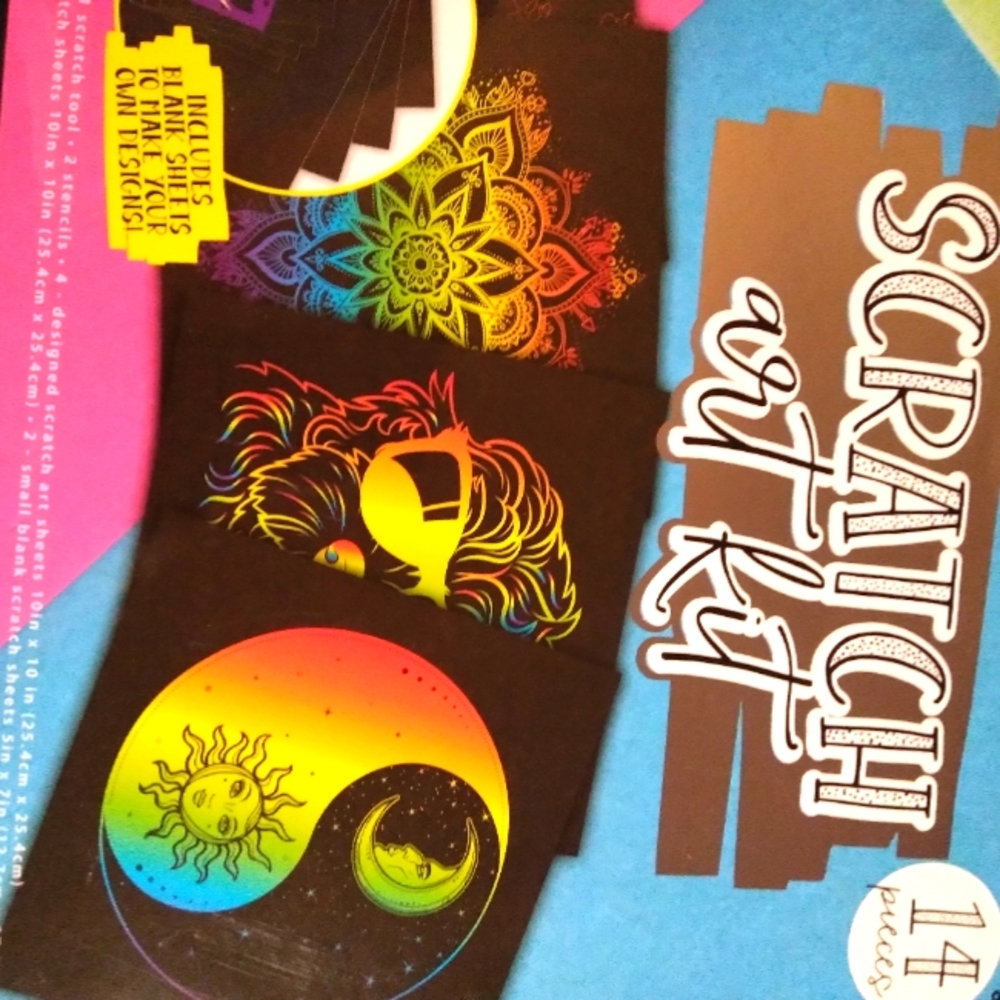 SCRATCH
art kit
14
pieces
INCLUDES
BLANK SHEETS
TO MAKE YOUR
OWN DESIGNS!
scratch tool • 2 stencils • 4 - designed scratch art sheets 10in x 10 in (25.4cm x 25.4cm)
sheets 10in x 10in (25.4cm x 25.4cm) • 2 - small blank scratch sheets 5in x 7in